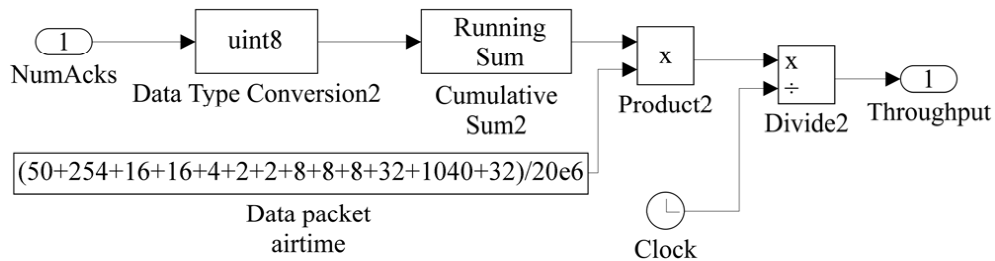 1
NumAcks
uint8
Data Type Conversion2
Running
Sum
Cumulative
Sum2
x
Product2
x
÷
Divide2
1
Throughput
(50+254+16+16+4+2+2+8+8+8+32+1040+32)/20e6
Data packet
airtime
Clock